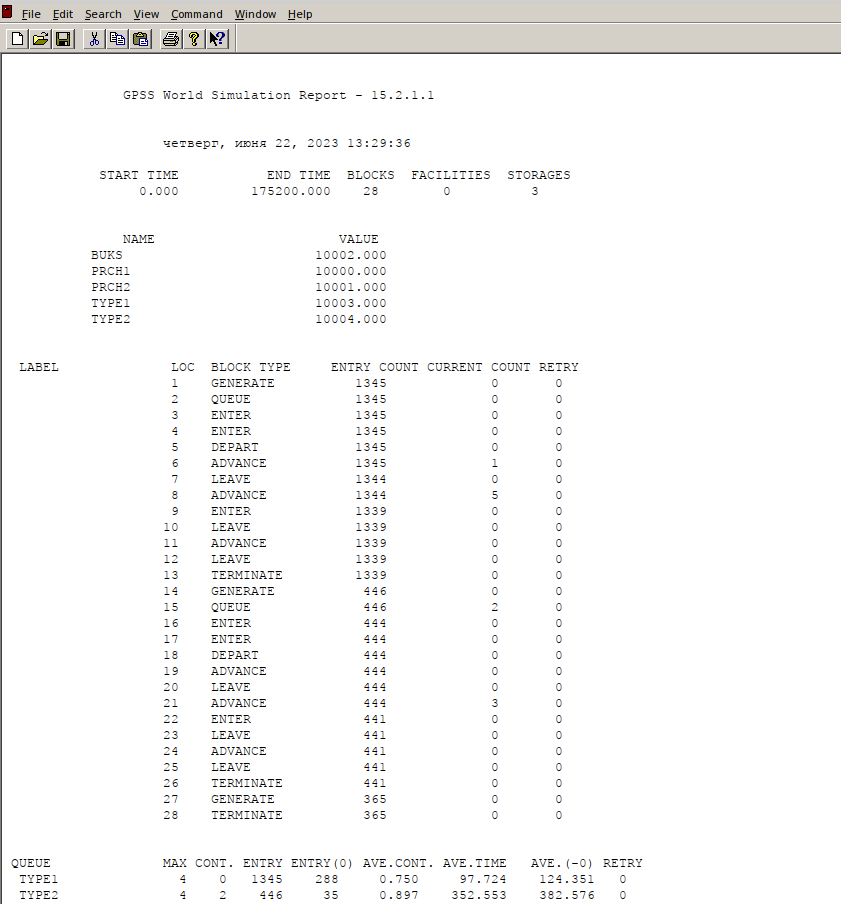 File Edit Search View Command Window Help
GPSS World Simulation Report - 15.2.1.1
четверг, июня 22, 2023 13:29:36
START TIME END TIME BLOCKS FACILITIES STORAGES
0.000 175200.000 28 0 3
NAME VALUE
BUKS 10002.000
PRCH1 10000.000
PRCH2 10001.000
TYPE1 10003.000
TYPE2 10004.000
LABEL LOC BLOCK TYPE ENTRY COUNT CURRENT COUNT RETRY
1 GENERATE 1345 0 0
2 QUEUE 1345 0 0
3 ENTER 1345 0 0
4 ENTER 1345 0 0
5 DEPART 1345 0 0
6 ADVANCE 1345 1 0
7 LEAVE 1344 0 0
8 ADVANCE 1344 5 0
9 ENTER 1339 0 0
10 LEAVE 1339 0 0
11 ADVANCE 1339 0 0
12 LEAVE 1339 0 0
13 TERMINATE 1339 0 0
14 GENERATE 446 0 0
15 QUEUE 446 2 0
16 ENTER 444 0 0
17 ENTER 444 0 0
18 DEPART 444 0 0
19 ADVANCE 444 0 0
20 LEAVE 444 0 0
21 ADVANCE 444 3 0
22 ENTER 441 0 0
23 LEAVE 441 0 0
24 ADVANCE 441 0 0
25 LEAVE 441 0 0
26 TERMINATE 441 0 0
27 GENERATE 365 0 0
28 TERMINATE 365 0 0
QUEUE MAX CONT. ENTRY ENTRY(0) AVE.CONT. AVE.TIME AVE.(-0) RETRY
TYPE1 4 0 1345 288 0.750 97.724 124.351 0
TYPE2 4 2 446 35 0.897 352.553 382.576 0